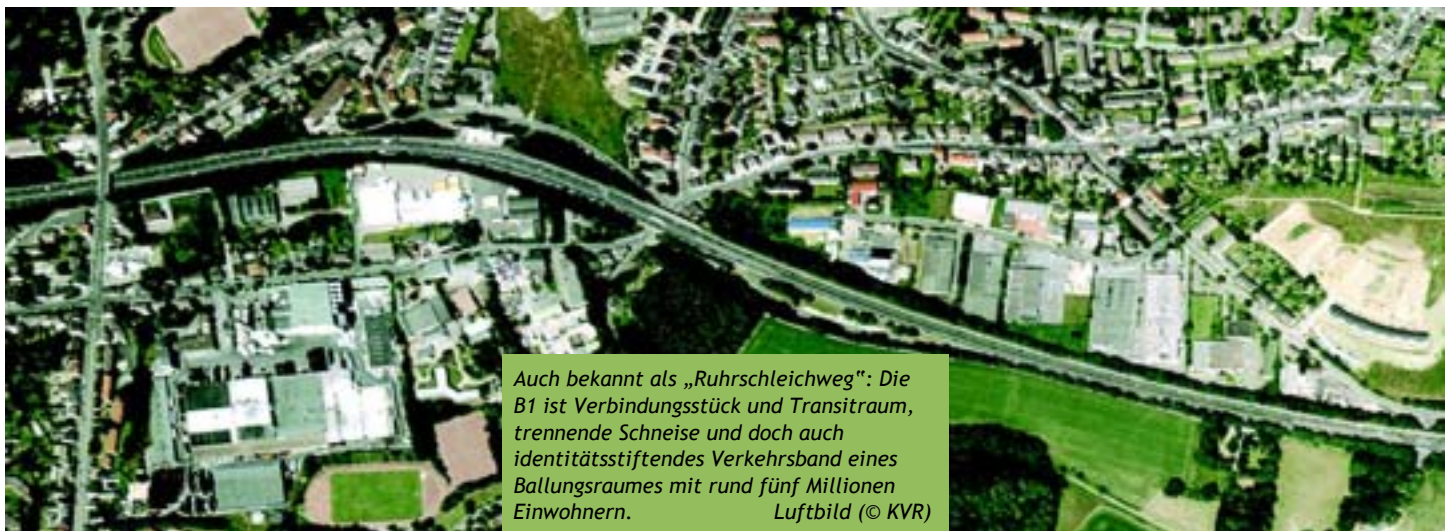 Auch bekannt als „Ruhrschleichweg“: Die
B1 ist Verbindungsstück und Transitraum,
trennende Schneise und doch auch
identitätsstiftendes Verkehrsband eines
Ballungsraumes mit rund fünf Millionen
Einwohnern. Luftbild (© KVR)